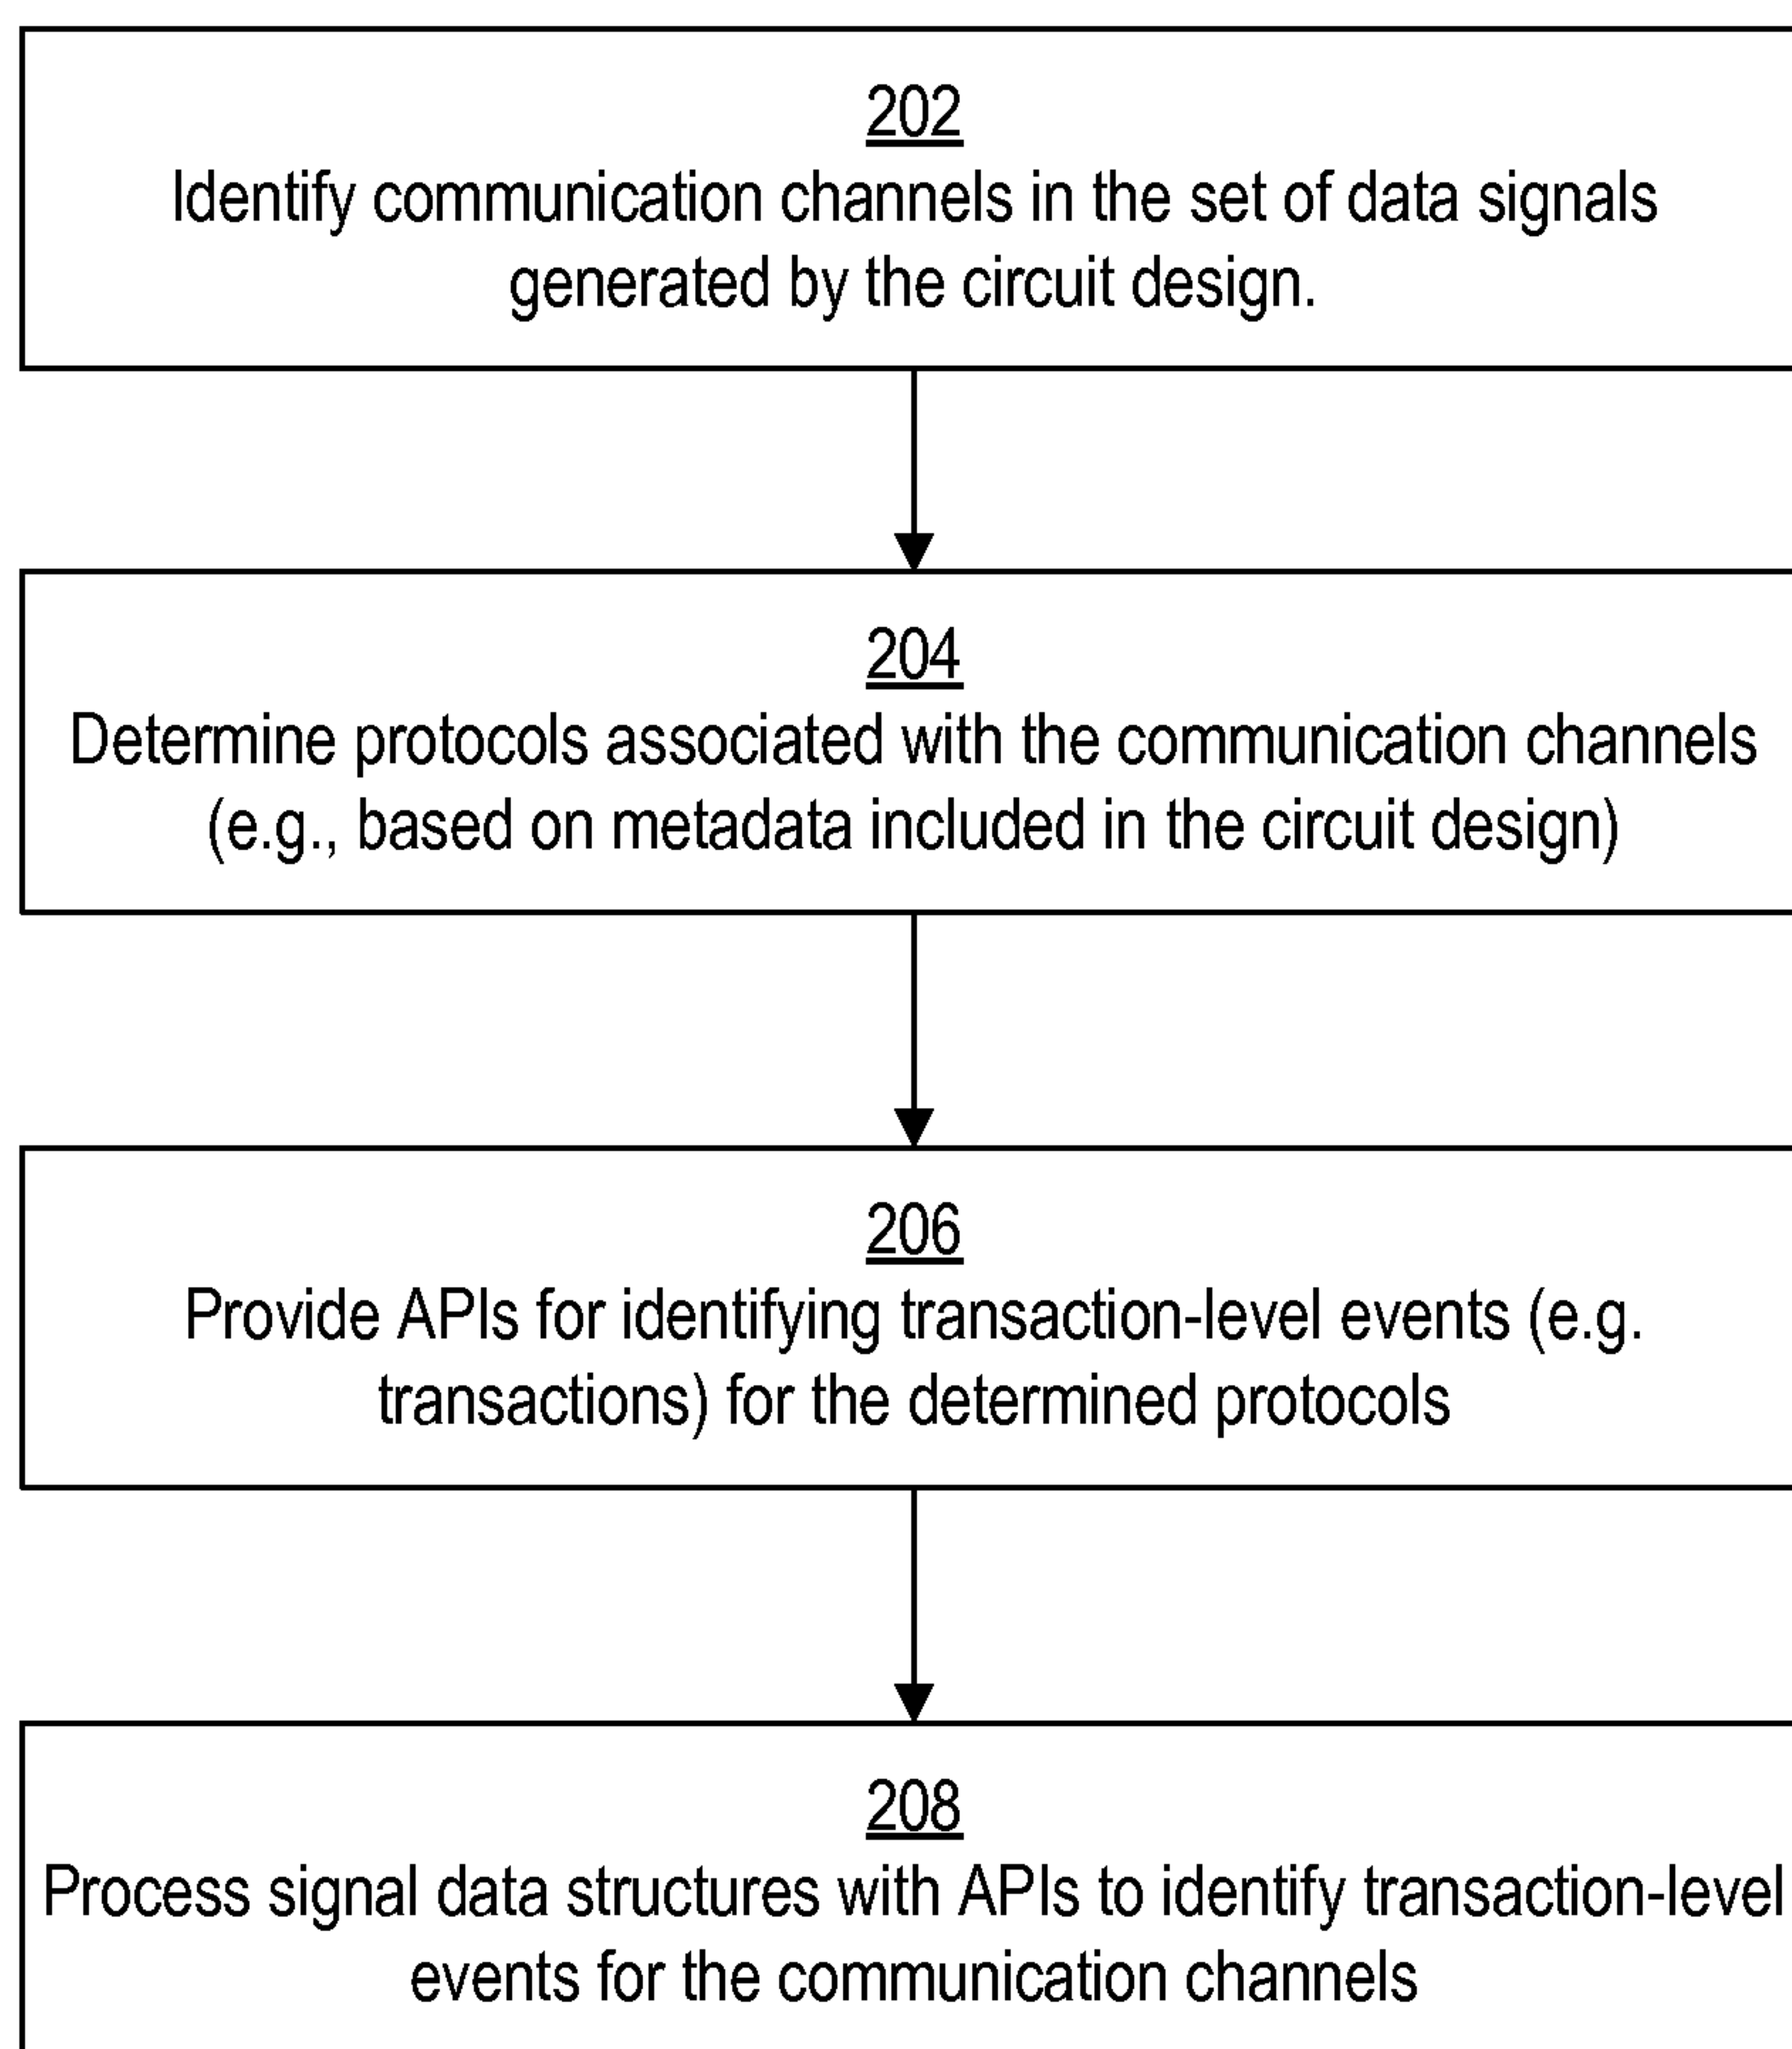 202
Identify communication channels in the set of data signals
generated by the circuit design.
204
Determine protocols associated with the communication channels
(e.g., based on metadata included in the circuit design)
206
Provide APIs for identifying transaction-level events (e.g.
transactions) for the determined protocols
208
Process signal data structures with APIs to identify transaction-level
events for the communication channels